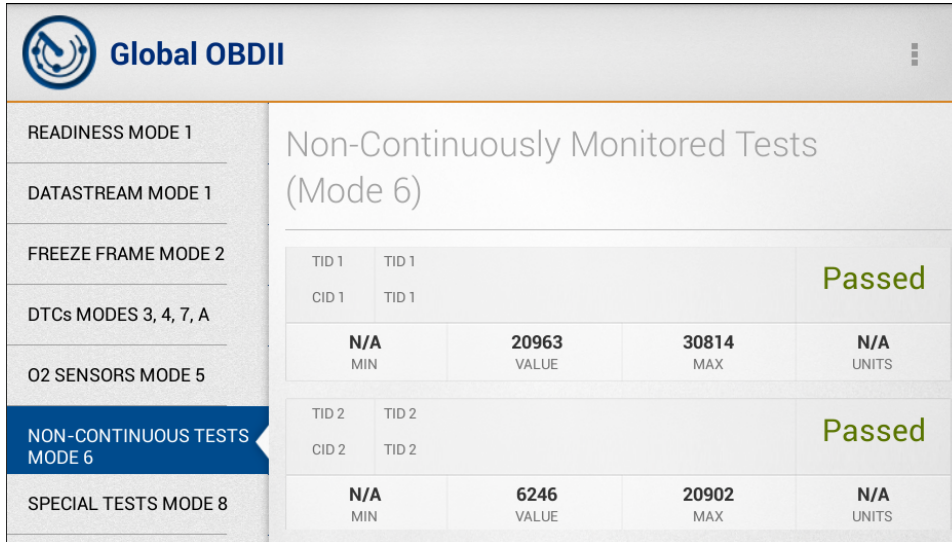 Global OBDII
READINESS MODE 1
DATASTREAM MODE 1
FREEZE FRAME MODE 2
DTCs MODES 3, 4, 7, A
O2 SENSORS MODE 5
NON-CONTINUOUS TESTS
MODE 6
SPECIAL TESTS MODE 8
Non-Continuously Monitored Tests
(Mode 6)
TID 1 TID 1
Passed
CID 1 TID 1
N/A 20963 30814 N/A
MIN VALUE MAX UNITS
TID 2 TID 2
Passed
CID 2 TID 2
N/A 6246 20902 N/A
MIN VALUE MAX UNITS